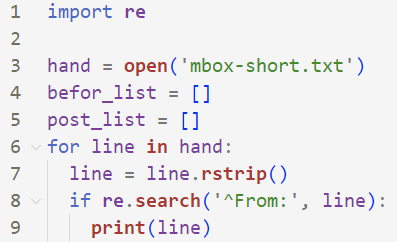 1 import re
2
3 hand = open('mbox-short.txt')
4 befor_list = []
5 post_list = []
6 for line in hand:
7   line = line.rstrip()
8   if re.search('^From:', line):
9     print(line)